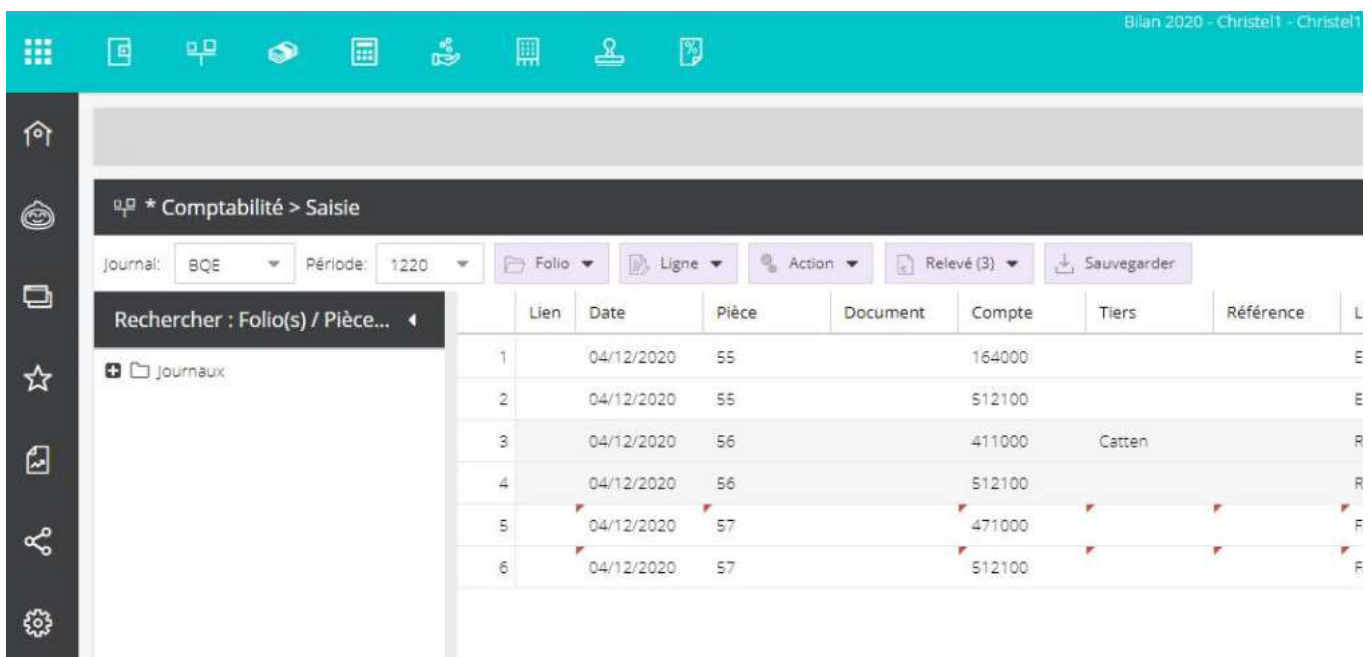 Bilan 2020 - Christel1 - Christel1
* Comptabilité > Saisie
Journal: BQE Période: 1220 Folio Ligne Action Relevé (3) Sauvegarder
Rechercher : Folio(s) / Pièce... Lien Date Pièce Document Compte Tiers Référence L
Journaux
1 04/12/2020 55 164000 E
2 04/12/2020 55 512100 E
3 04/12/2020 56 411000 Catten R
4 04/12/2020 56 512100 R
5 04/12/2020 57 471000 F
6 04/12/2020 57 512100 F